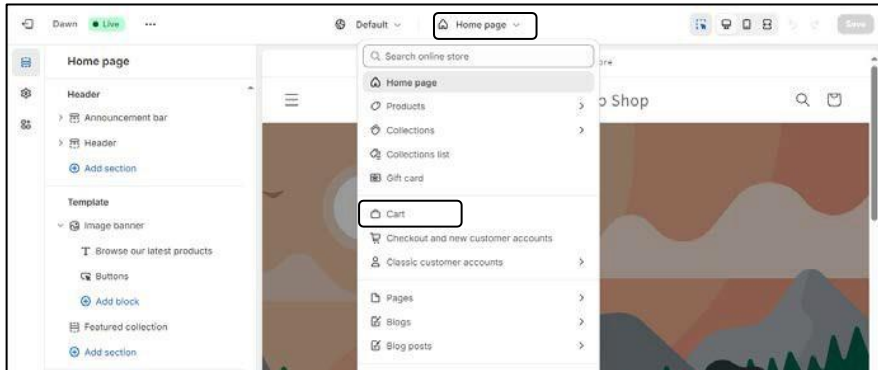 Dawn Live ... Default Home page Save
Home page
Header
Announcement bar
Header
Add section
Template
Image banner
Browse our latest products
Buttons
Add block
Featured collection
Add section
Search online store
Home page
Products
Collections
Collections list
Gift card
Cart
Checkout and new customer accounts
Classic customer accounts
Pages
Blogs
Blog posts
Shop